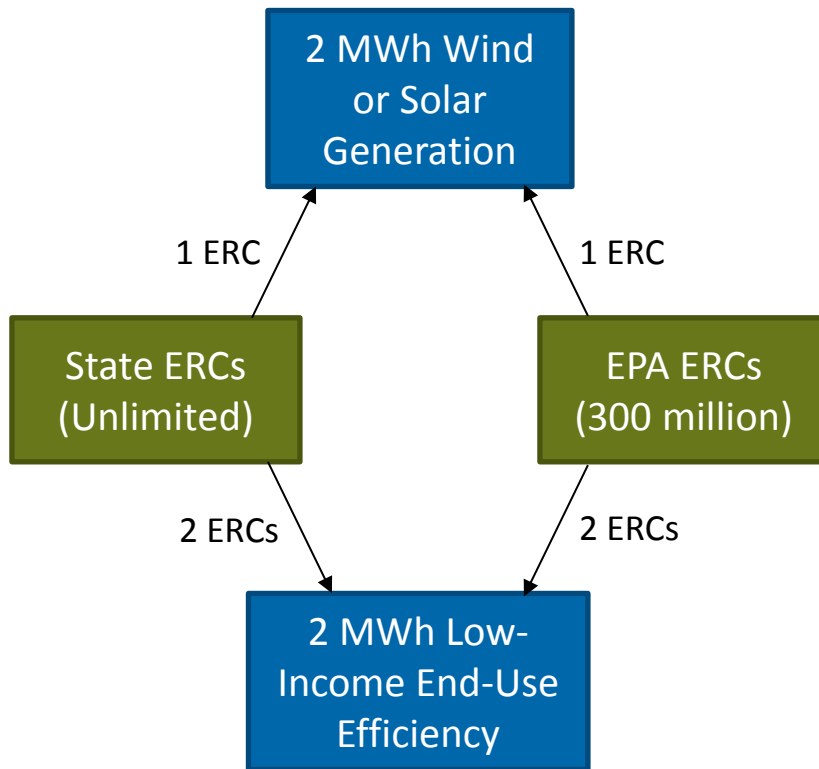 2 MWh Wind
or Solar
Generation
1 ERC
1 ERC
State ERCs
(Unlimited)
EPA ERCs
(300 million)
2 ERCs
2 ERCs
2 MWh Low-
Income End-Use
Efficiency